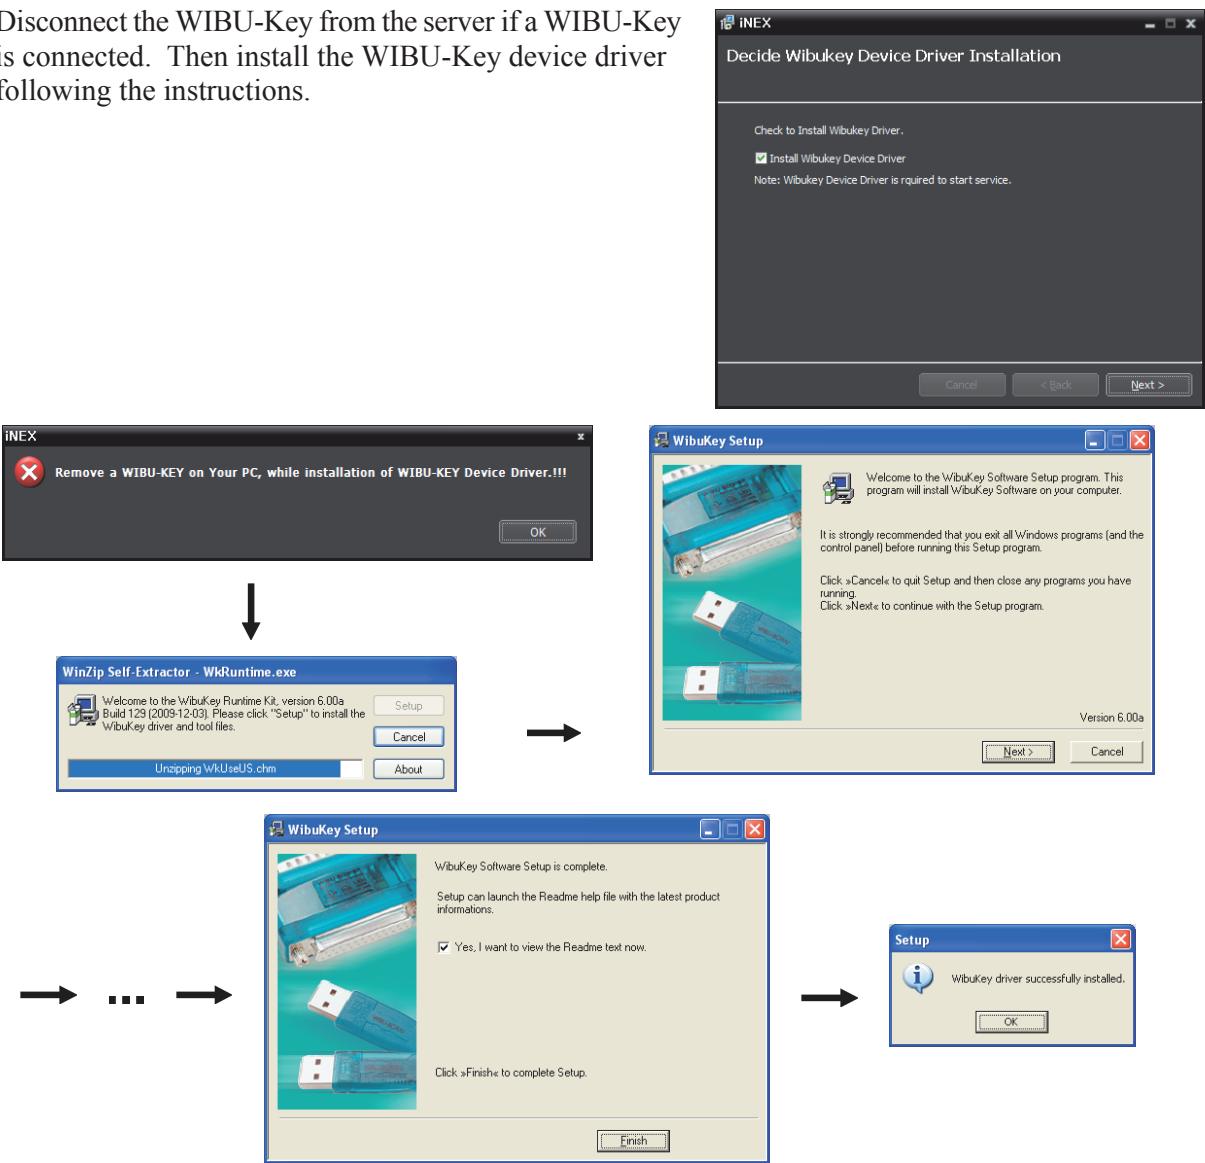 Disconnect the WIBU-Key from the server if a WIBU-Key
is connected.  Then install the WIBU-Key device driver
following the instructions.
iNEX
Decide Wibukey Device Driver Installation
Check to Install Wibukey Driver.
Install Wibukey Device Driver
Note: Wibukey Device Driver is rquired to start service.
Cancel
< Back
Next >
iNEX
Remove a WIBU-KEY on Your PC, while installation of WIBU-KEY Device Driver.!!!
OK
WinZip Self-Extractor - WkRuntime.exe
Welcome to the WibuKey Runtime Kit, version 6.00a
Build 129 (2009-12-03). Please click "Setup" to install the
WibuKey driver and tool files.
Setup
Cancel
Unzipping WkUseUS.chm
About
WibuKey Setup
Welcome to the WibuKey Software Setup program. This
program will install WibuKey Software on your computer.
It is strongly recommended that you exit all Windows programs (and the
control panel) before running this Setup program.
Click »Cancel« to quit Setup and then close any programs you have
running.
Click »Next« to continue with the Setup program.
Version 6.00a
Next >
Cancel
...
WibuKey Setup
WibuKey Software Setup is complete.
Setup can launch the Readme help file with the latest product
informations.
Yes, I want to view the Readme text now.
Click »Finish« to complete Setup.
Finish
Setup
WibuKey driver successfully installed.
OK